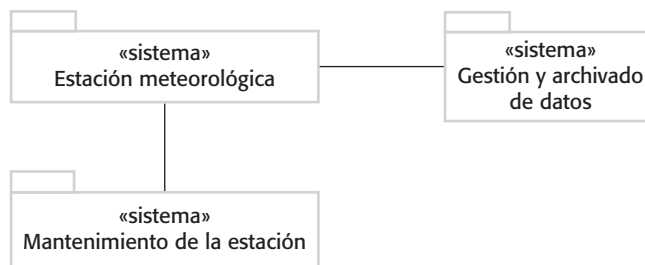 «sistema»
Estación meteorológica
«sistema»
Gestión y archivado
de datos
«sistema»
Mantenimiento de la estación